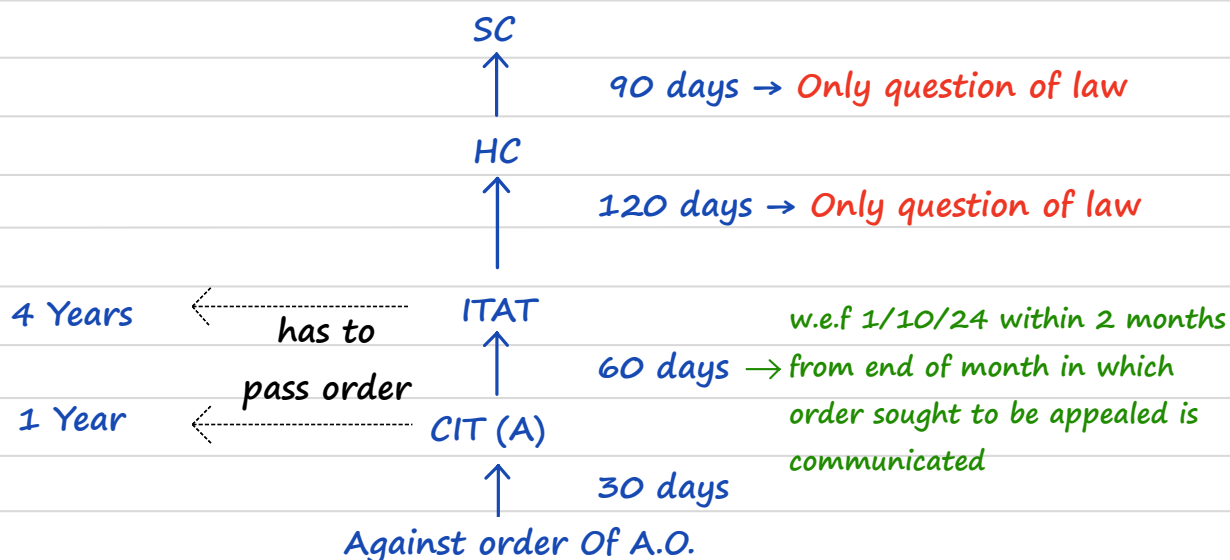 SC
90 days → Only question of law
HC
120 days → Only question of law
4 Years
has to
pass order
1 Year
ITAT
60 days →
w.e.f 1/10/24 within 2 months
from end of month in which
order sought to be appealed is
communicated
CIT (A)
30 days
Against order Of A.O.